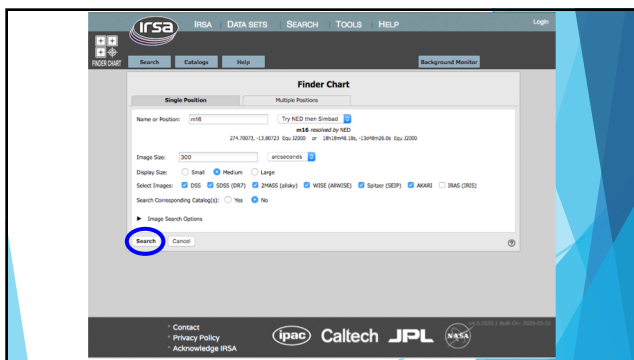 irsa IRSA DATA SETS SEARCH TOOLS HELP Login
FINDER CHART Search Catalogs Help Background Monitor
Finder Chart
Single Position Multiple Positions
Name or Position: m16 Try NED then Simbad
m16 resolved by NED
274.70073, -13.80723 Equ J2000 or 18h18m48.18s, -13d48m26.0s Equ J2000
Image Size: 300 arcseconds
Display Size: Small Medium Large
Select Images: DSS SDSS (DR7) 2MASS (allsky) WISE (AllWISE) Spitzer (SEIP) AKARI IRAS (IRIS)
Search Corresponding Catalog(s): Yes No
Image Search Options
Search Cancel
Contact
Privacy Policy
Acknowledge IRSA
ipac Caltech JPL NASA